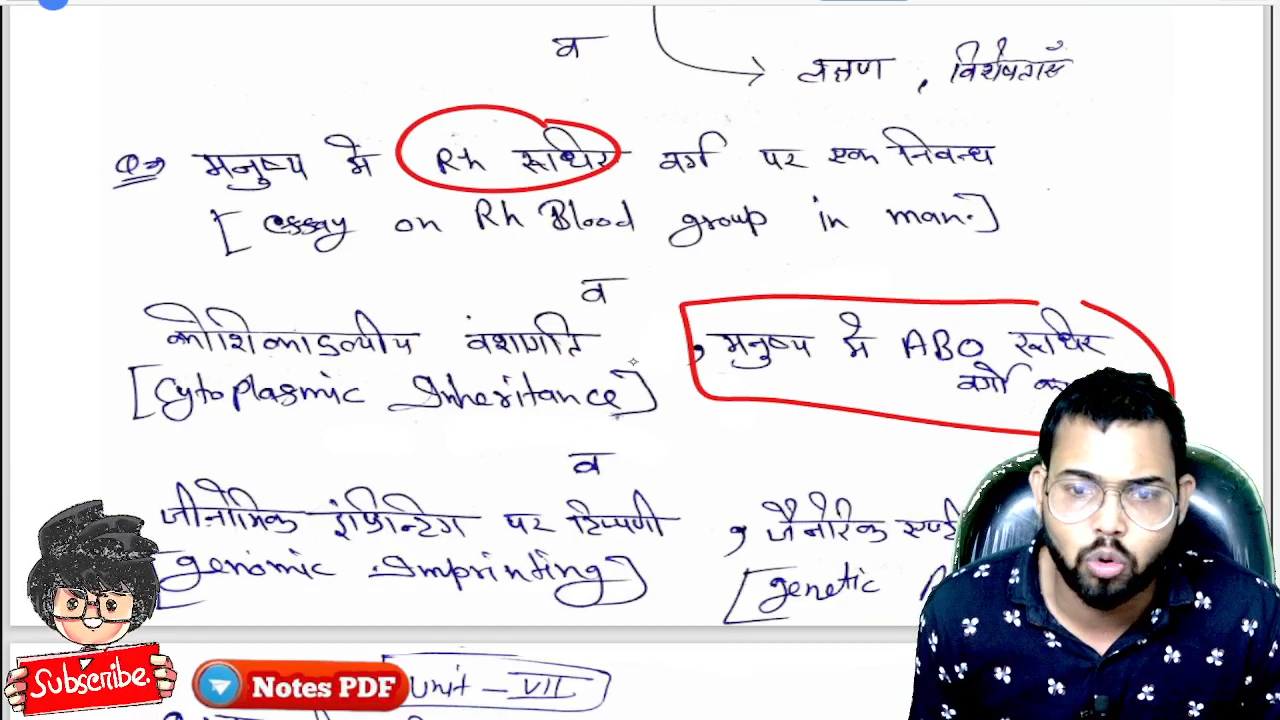 व
लक्षण , विशेषताएँ
Q⇒ मनुष्य में Rh रूधिर वर्ग पर एक निबन्ध
[essay on Rh Blood group in man.]
व
कोशिकाद्रव्यीय वंशागति , मनुष्य में ABO रूधिर
वर्गो का
[Cytoplasmic Inheritance]
व
जीनोमिक इंप्रिन्टिंग पर टिप्पणी , जैनेरिक
[genomic Imprinting] [genetic
Subscribe.
Notes PDF
Unit - VII